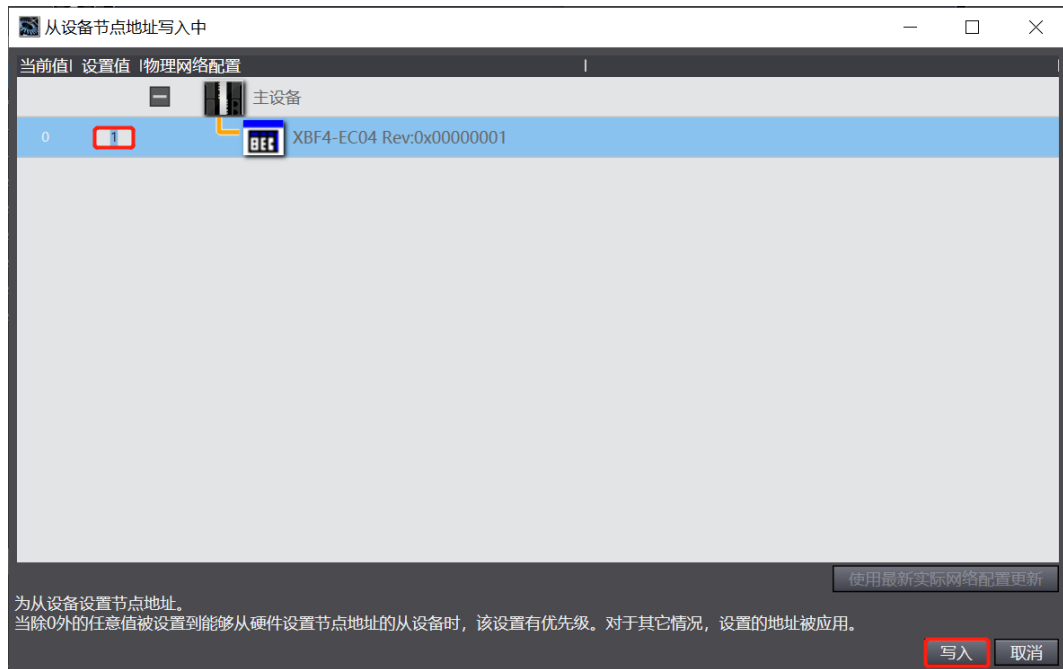 从设备节点地址写入中
当前值 设置值 物理网络配置
主设备
0 1 XBF4-EC04 Rev:0x00000001
使用最新实际网络配置更新
为从设备设置节点地址。
当除0外的任意值被设置到能够从硬件设置节点地址的从设备时，该设置有优先级。对于其它情况，设置的地址被应用。
写入 取消